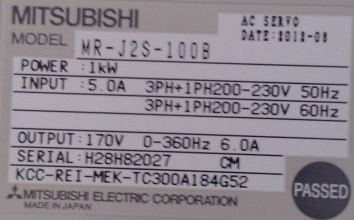 MITSUBISHI
AC SERVO
DATE:2012-08
MODEL MR-J2S-100B
POWER :1kW
INPUT :5.0A 3PH+1PH200-230V 50Hz
3PH+1PH200-230V 60Hz
OUTPUT:170V 0-360Hz 6.0A
SERIAL:H28H82027 CM
KCC-REI-MEK-TC300A184G52
MITSUBISHI ELECTRIC CORPORATION
MADE IN JAPAN
PASSED